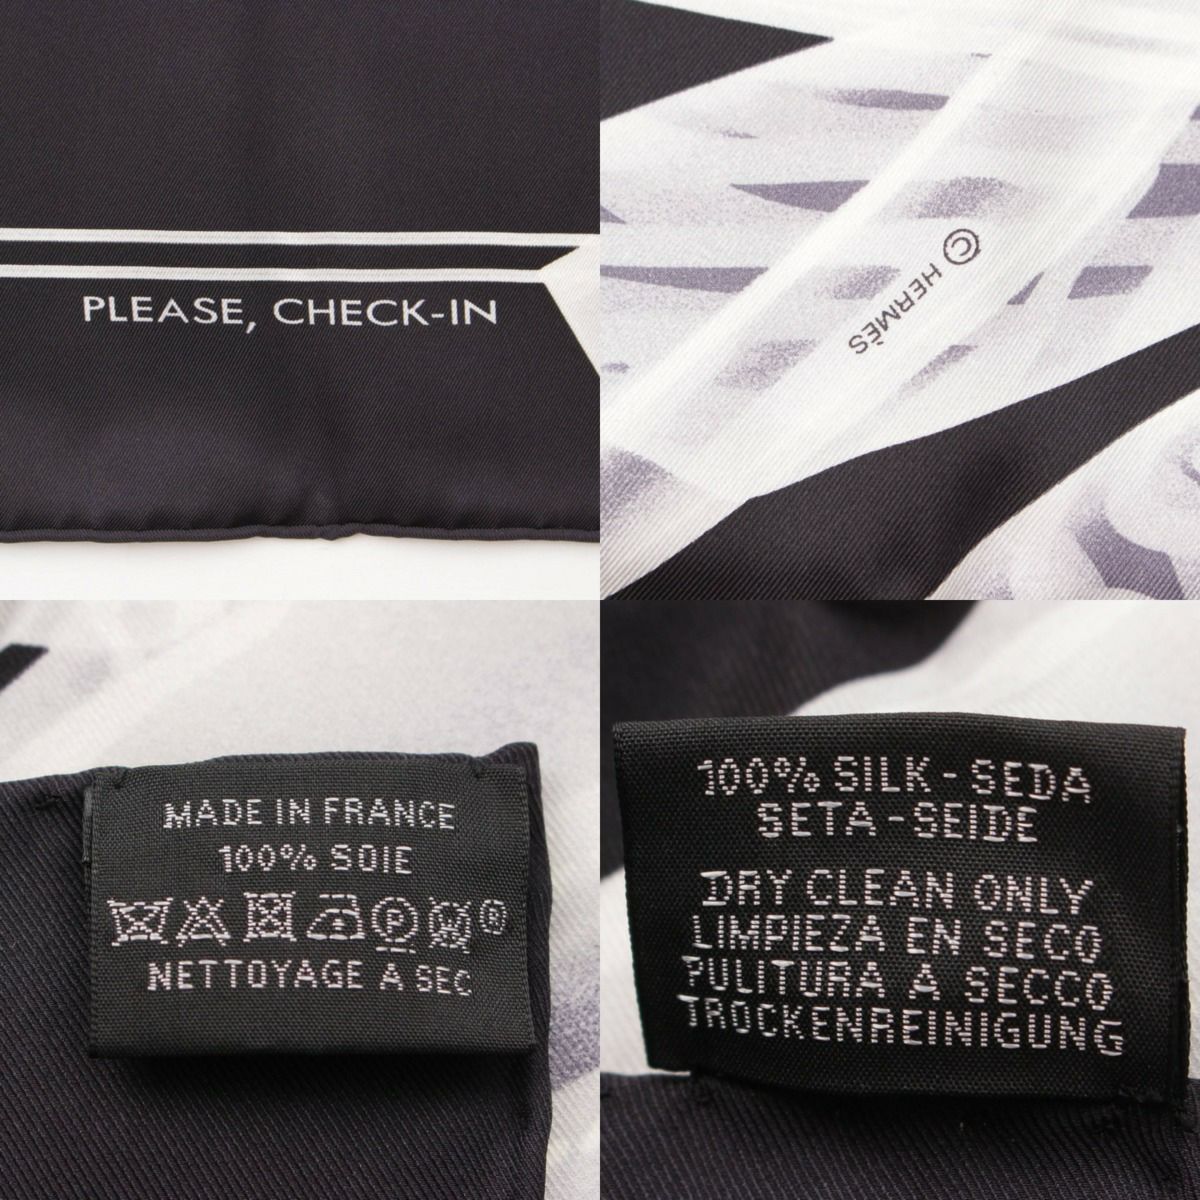 PLEASE, CHECK-IN
© HERMÈS
MADE IN FRANCE
100% SOIE
P ®
NETTOYAGE A SEC
100% SILK - SEDA
SETA - SEIDE
DRY CLEAN ONLY
LIMPIEZA EN SECO
PULITURA A SECCO
TROCKENREINIGUNG